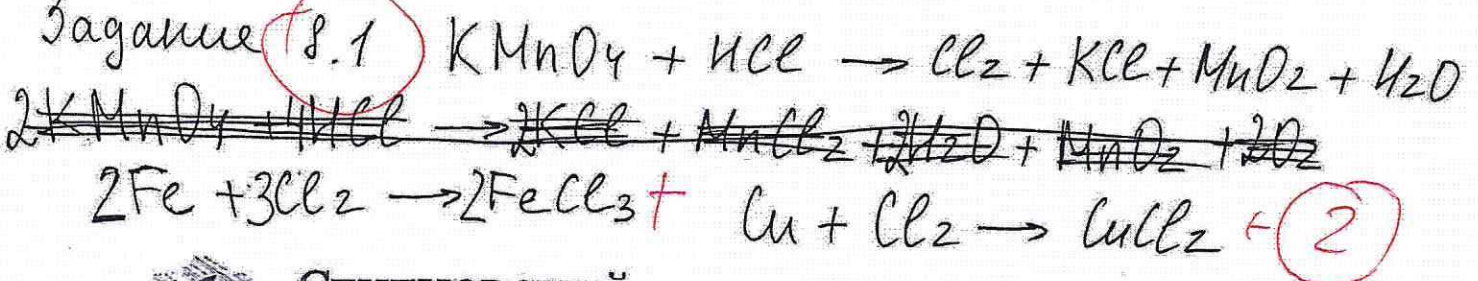 Задание 8.1 KMnO4 + HCl → Cl2 + KCl + MnO2 + H2O
2KMnO4 + 4HCl → 2KCl + MnCl2 + 2H2O + MnO2 + 2O2
2Fe + 3Cl2 → 2FeCl3 + Cu + Cl2 → CuCl2 + 2